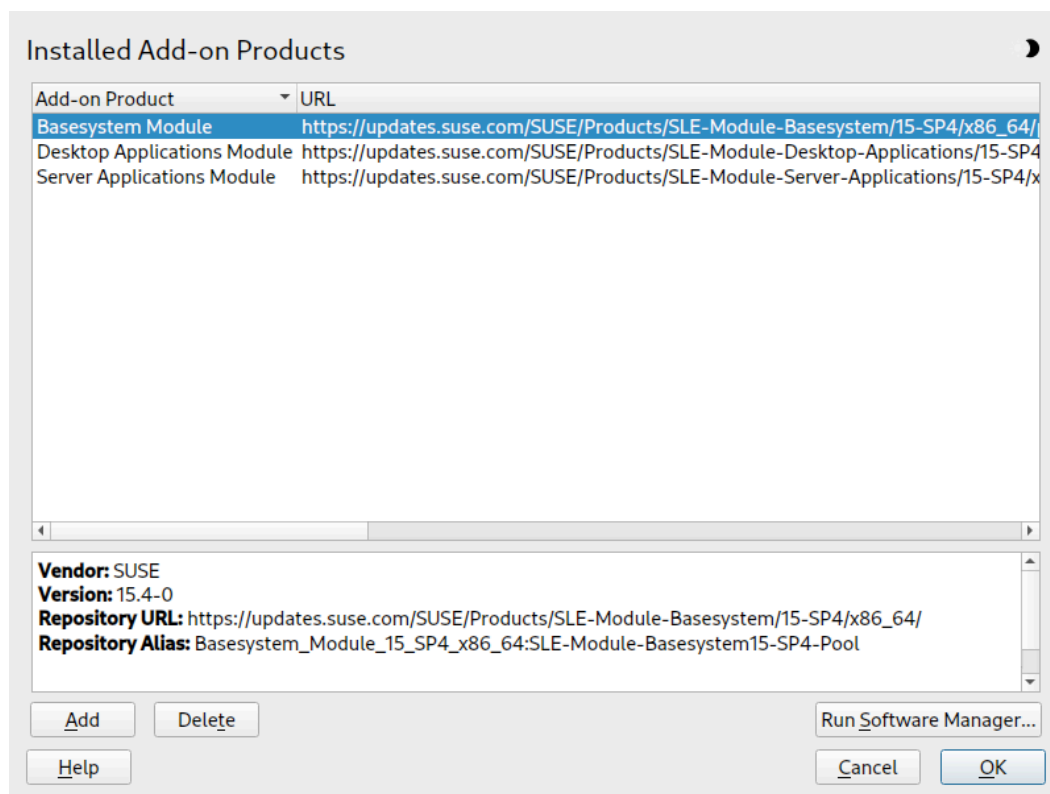 Installed Add-on Products
Add-on Product URL
Basesystem Module https://updates.suse.com/SUSE/Products/SLE-Module-Basesystem/15-SP4/x86_64/
Desktop Applications Module https://updates.suse.com/SUSE/Products/SLE-Module-Desktop-Applications/15-SP4
Server Applications Module https://updates.suse.com/SUSE/Products/SLE-Module-Server-Applications/15-SP4/x
Vendor: SUSE
Version: 15.4-0
Repository URL: https://updates.suse.com/SUSE/Products/SLE-Module-Basesystem/15-SP4/x86_64/
Repository Alias: Basesystem_Module_15_SP4_x86_64:SLE-Module-Basesystem15-SP4-Pool
Add Delete Run Software Manager...
Help Cancel OK